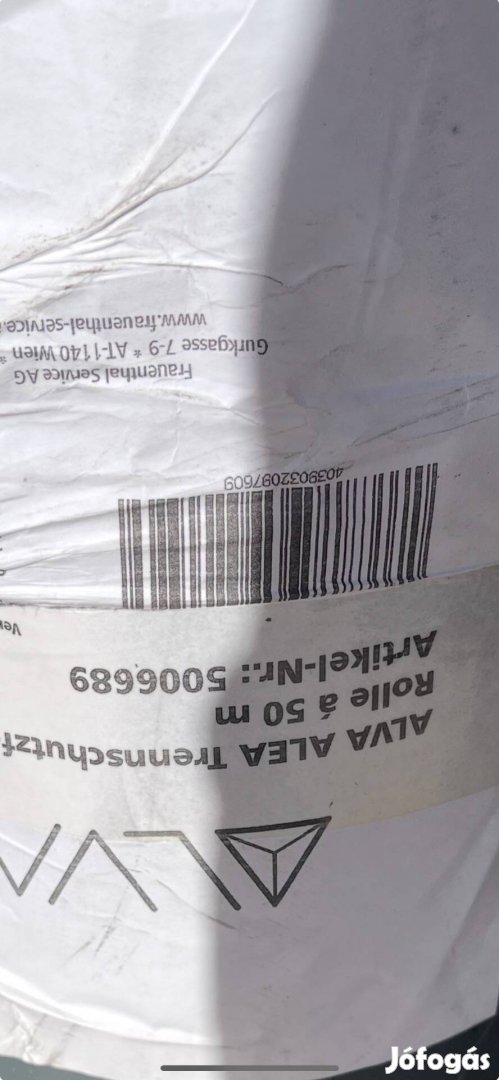 ALVA
ALVA ALEA Trennschutzf
Rolle á 50 m
Artikel-Nr.: 5006689
4039032097609
Frauenthal Service AG
Gurkgasse 7-9 * AT-1140 Wien *
www.frauenthal-service.
Jófogás